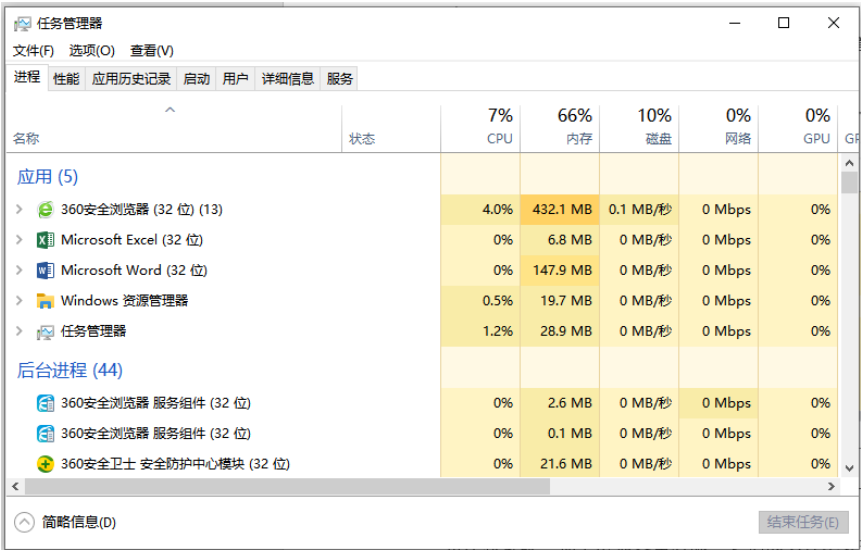 任务管理器
文件(F) 选项(O) 查看(V)
进程 性能 应用历史记录 启动 用户 详细信息 服务
7% 66% 10% 0% 0%
名称 状态 CPU 内存 磁盘 网络 GPU GP
应用 (5)
360安全浏览器 (32 位) (13) 4.0% 432.1 MB 0.1 MB/秒 0 Mbps 0%
Microsoft Excel (32 位) 0% 6.8 MB 0 MB/秒 0 Mbps 0%
Microsoft Word (32 位) 0% 147.9 MB 0 MB/秒 0 Mbps 0%
Windows 资源管理器 0.5% 19.7 MB 0 MB/秒 0 Mbps 0%
任务管理器 1.2% 28.9 MB 0 MB/秒 0 Mbps 0%
后台进程 (44)
360安全浏览器 服务组件 (32 位) 0% 2.6 MB 0 MB/秒 0 Mbps 0%
360安全浏览器 服务组件 (32 位) 0% 0.1 MB 0 MB/秒 0 Mbps 0%
360安全卫士 安全防护中心模块 (32 位) 0% 21.6 MB 0 MB/秒 0 Mbps 0%
简略信息(D) 结束任务(E)